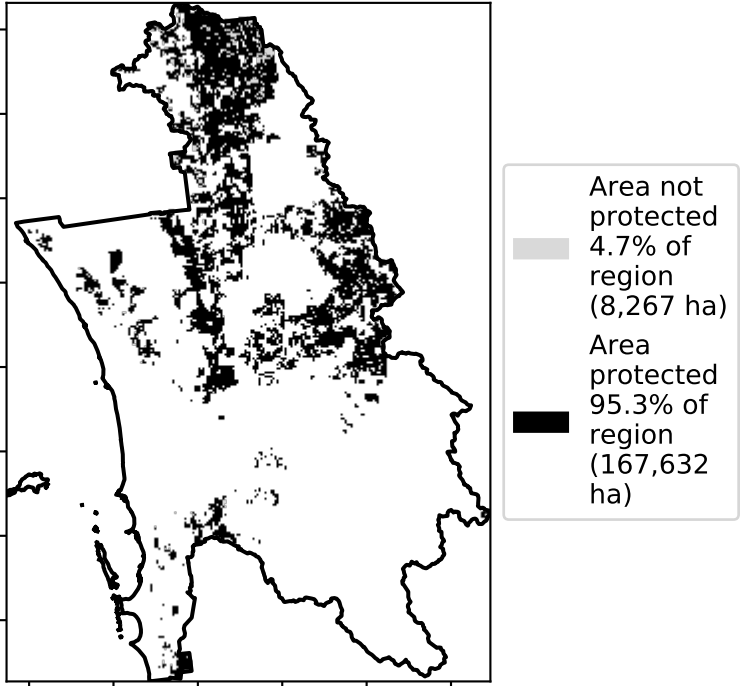 Area not
protected
4.7% of
region
(8,267 ha)
Area
protected
95.3% of
region
(167,632
ha)